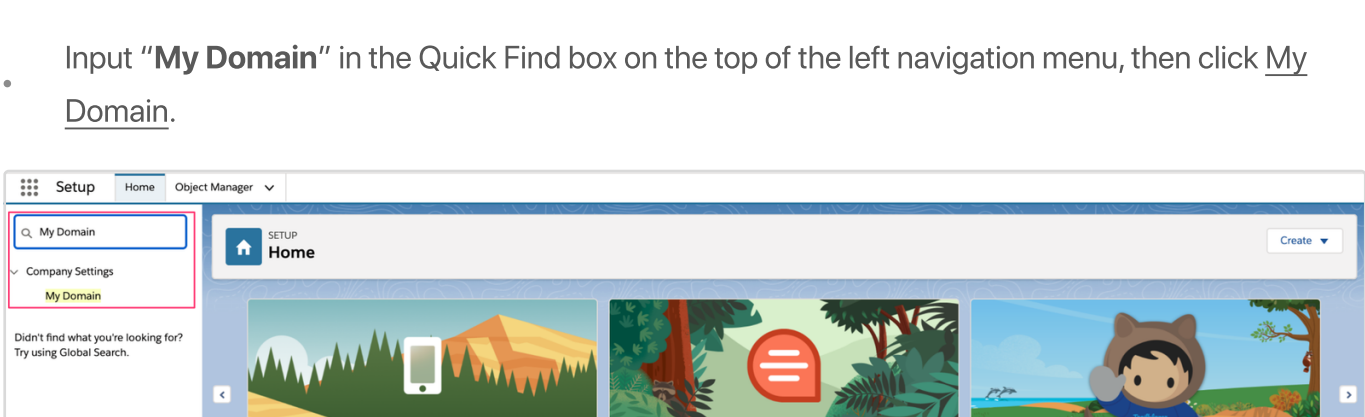 Input “My Domain” in the Quick Find box on the top of the left navigation menu, then click My
Domain.
Setup Home Object Manager
My Domain
SETUP
Home
Create
Company Settings
My Domain
Didn't find what you're looking for?
Try using Global Search.